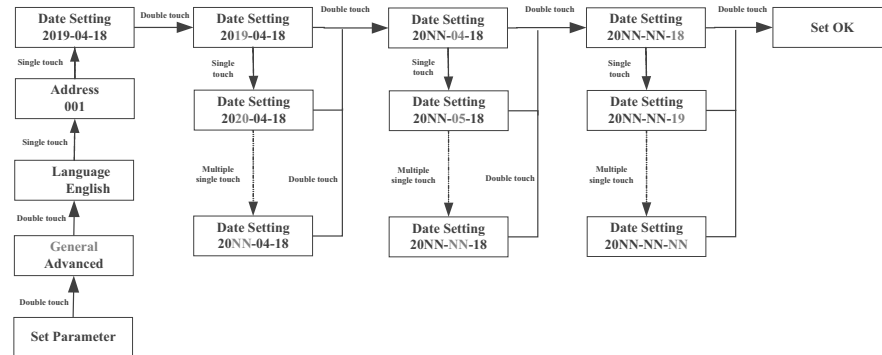 Date Setting
2019-04-18
Double touch
Date Setting
2019-04-18
Double touch
Date Setting
20NN-04-18
Double touch
Date Setting
20NN-NN-18
Double touch
Set OK
Single touch
Single
touch
Single
touch
Single
touch
Address
001
Date Setting
2020-04-18
Date Setting
20NN-05-18
Date Setting
20NN-NN-19
Single touch
Language
English
Multiple
single touch
Double touch
Multiple
single touch
Double touch
Multiple
single touch
Double touch
General
Advanced
Date Setting
20NN-04-18
Date Setting
20NN-NN-18
Date Setting
20NN-NN-NN
Double touch
Set Parameter